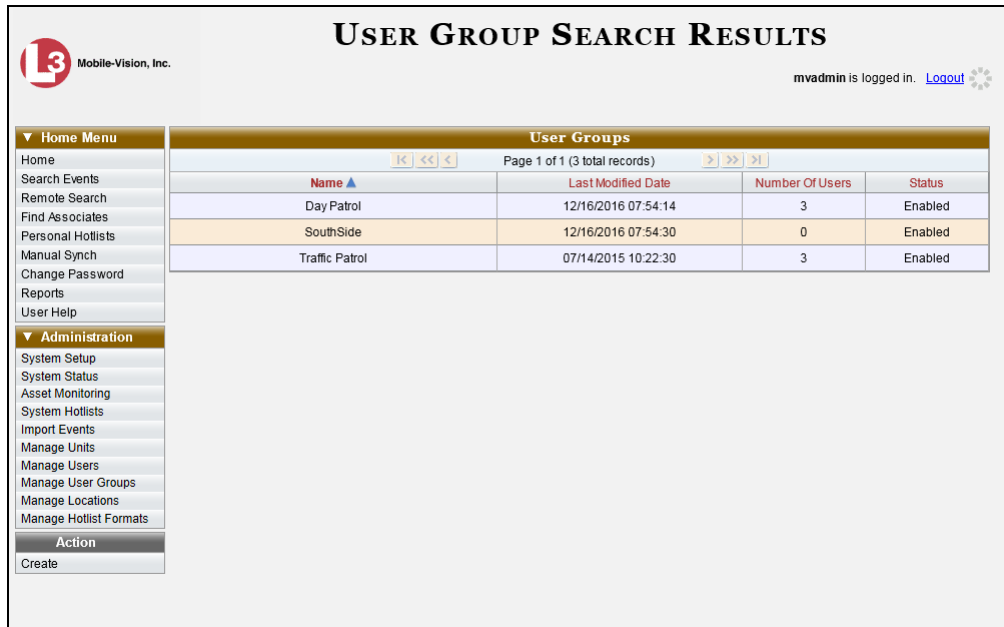 USER GROUP SEARCH RESULTS
L3 Mobile-Vision, Inc.
mvadmin is logged in. Logout
▼ Home Menu
Home
Search Events
Remote Search
Find Associates
Personal Hotlists
Manual Synch
Change Password
Reports
User Help
▼ Administration
System Setup
System Status
Asset Monitoring
System Hotlists
Import Events
Manage Units
Manage Users
Manage User Groups
Manage Locations
Manage Hotlist Formats
Action
Create
User Groups
Page 1 of 1 (3 total records)
Name ▲ Last Modified Date Number Of Users Status
Day Patrol 12/16/2016 07:54:14 3 Enabled
SouthSide 12/16/2016 07:54:30 0 Enabled
Traffic Patrol 07/14/2015 10:22:30 3 Enabled